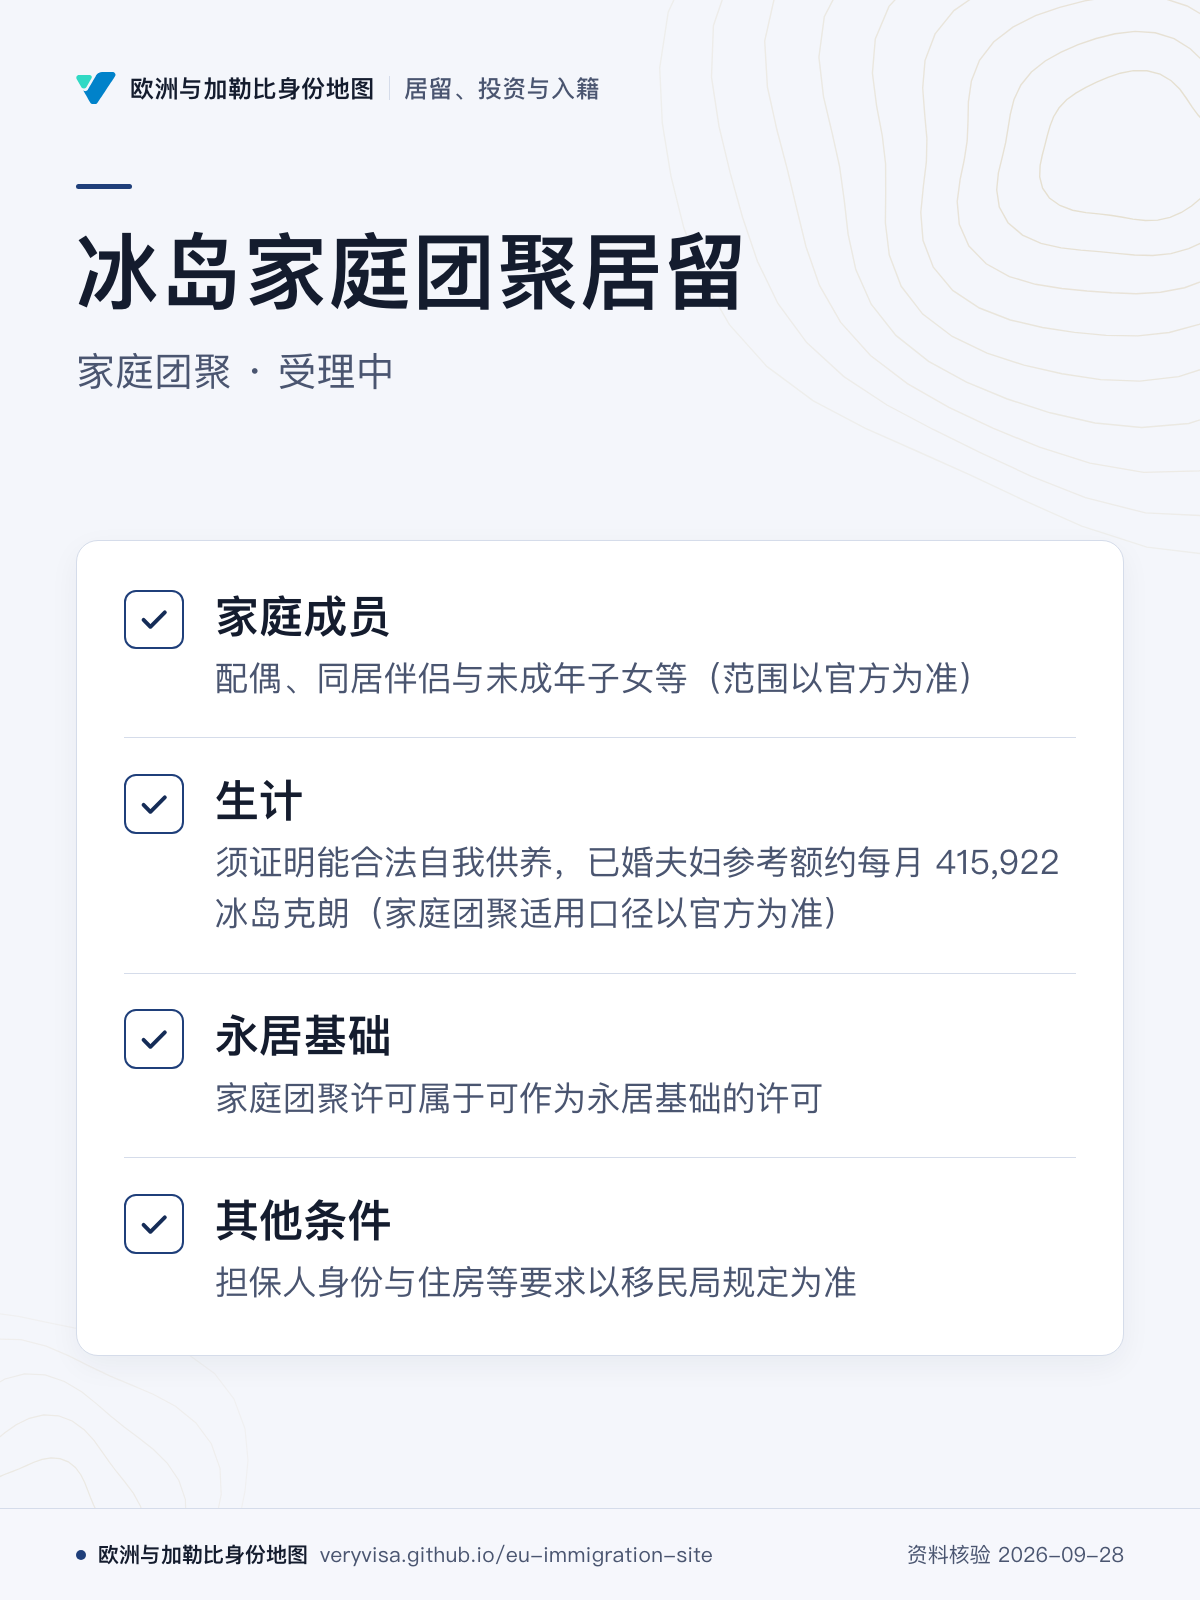 欧洲与加勒比身份地图 居留、投资与入籍
冰岛家庭团聚居留
家庭团聚 · 受理中
家庭成员
配偶、同居伴侣与未成年子女等（范围以官方为准）
生计
须证明能合法自我供养，已婚夫妇参考额约每月 415,922
冰岛克朗（家庭团聚适用口径以官方为准）
永居基础
家庭团聚许可属于可作为永居基础的许可
其他条件
担保人身份与住房等要求以移民局规定为准
欧洲与加勒比身份地图 veryvisa.github.io/eu-immigration-site 资料核验 2026-09-28